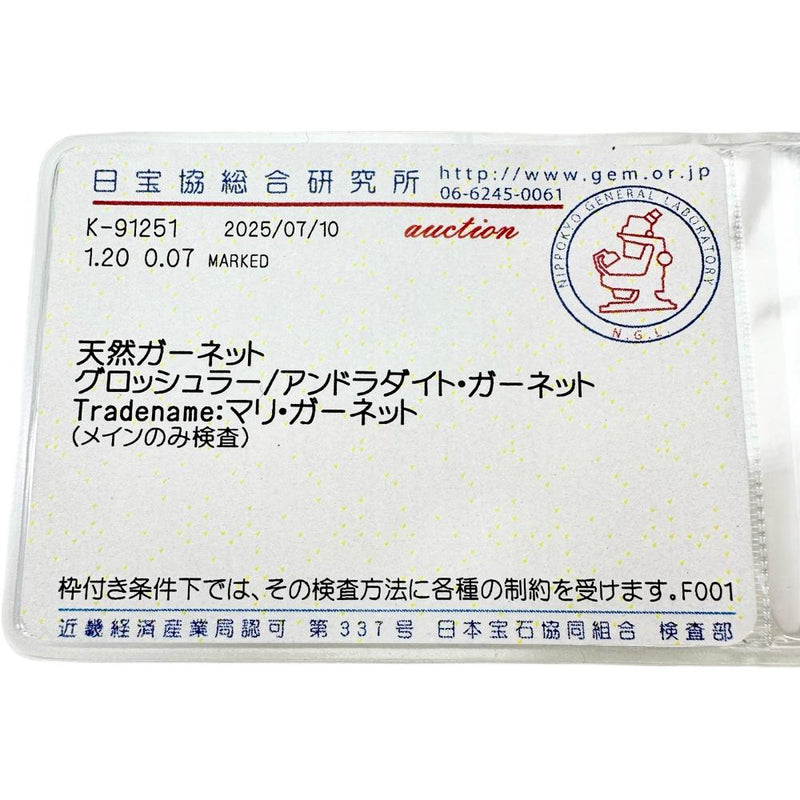 日宝協総合研究所 http://www.gem.or.jp
06-6245-0061
K-91251 2025/07/10 auction
1.20 0.07 MARKED
NIPPOKYO GENERAL LABORATORY
N.G.L.
天然ガーネット
グロッシュラー/アンドラダイト・ガーネット
Tradename:マリ・ガーネット
(メインのみ検査)
枠付き条件下では、その検査方法に各種の制約を受けます。F001
近畿経済産業局認可 第337号 日本宝石協同組合 検査部